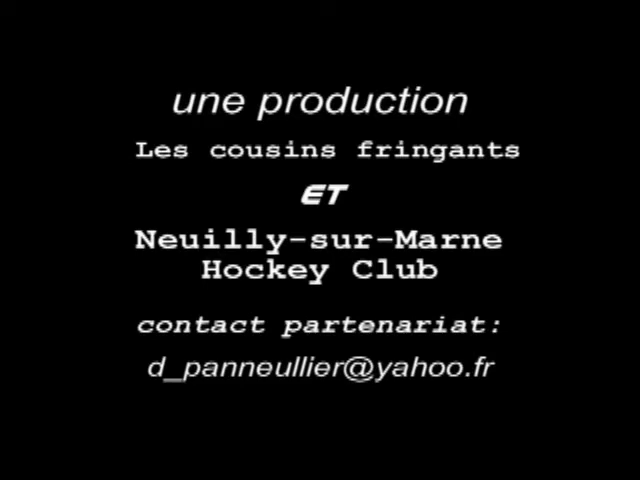 une production
Les cousins fringants
ET
Neuilly-sur-Marne
Hockey Club
contact partenariat:
d_panneullier@yahoo.fr